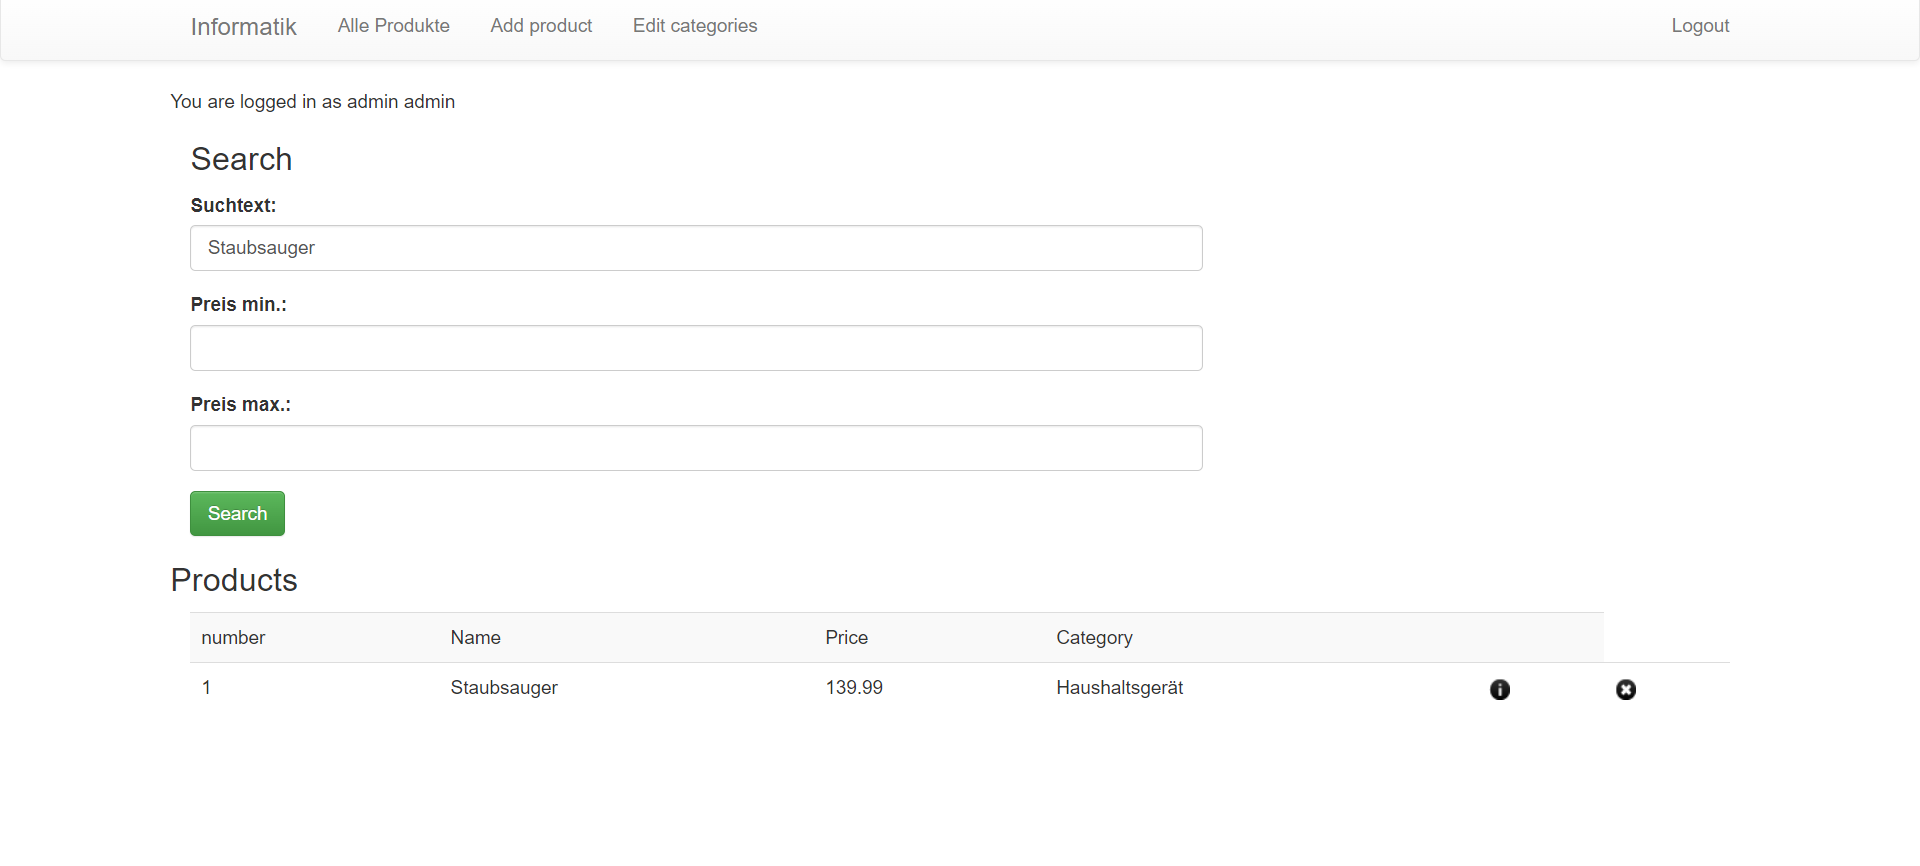 Informatik Alle Produkte Add product Edit categories Logout
You are logged in as admin admin
Search
Suchtext:
Staubsauger
Preis min.:
Preis max.:
Search
Products
number Name Price Category
1 Staubsauger 139.99 Haushaltsgerät